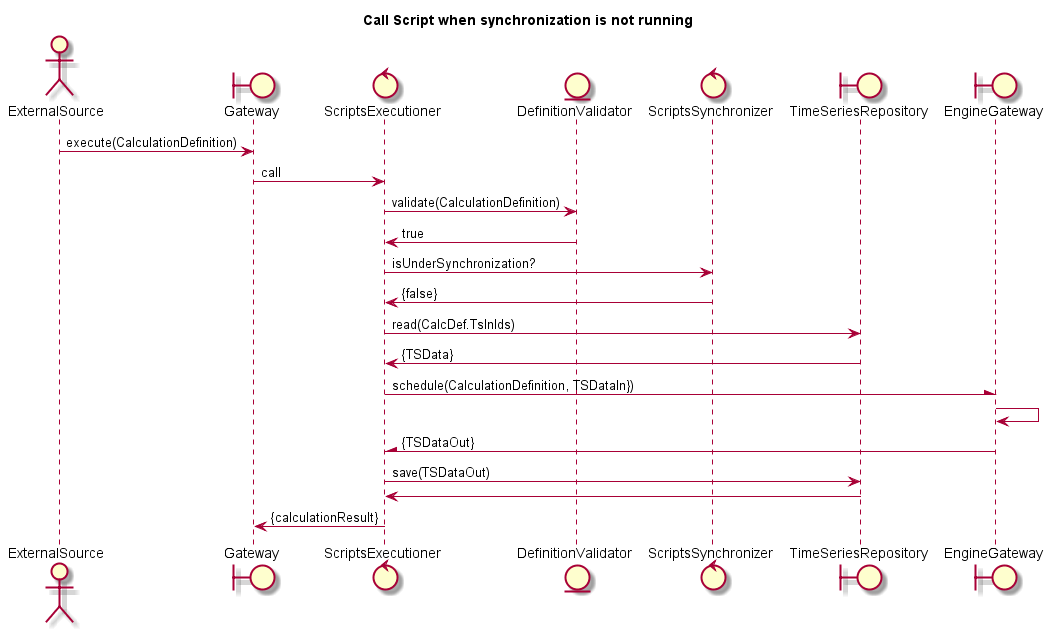 Call Script when synchronization is not running
ExternalSource Gateway ScriptsExecutioner DefinitionValidator ScriptsSynchronizer TimeSeriesRepository EngineGateway
execute(CalculationDefinition)
call
validate(CalculationDefinition)
true
isUnderSynchronization?
{false}
read(CalcDef.TsInIds)
{TSData}
schedule(CalculationDefinition, TSDataIn})
{TSDataOut}
save(TSDataOut)
{calculationResult}
ExternalSource Gateway ScriptsExecutioner DefinitionValidator ScriptsSynchronizer TimeSeriesRepository EngineGateway